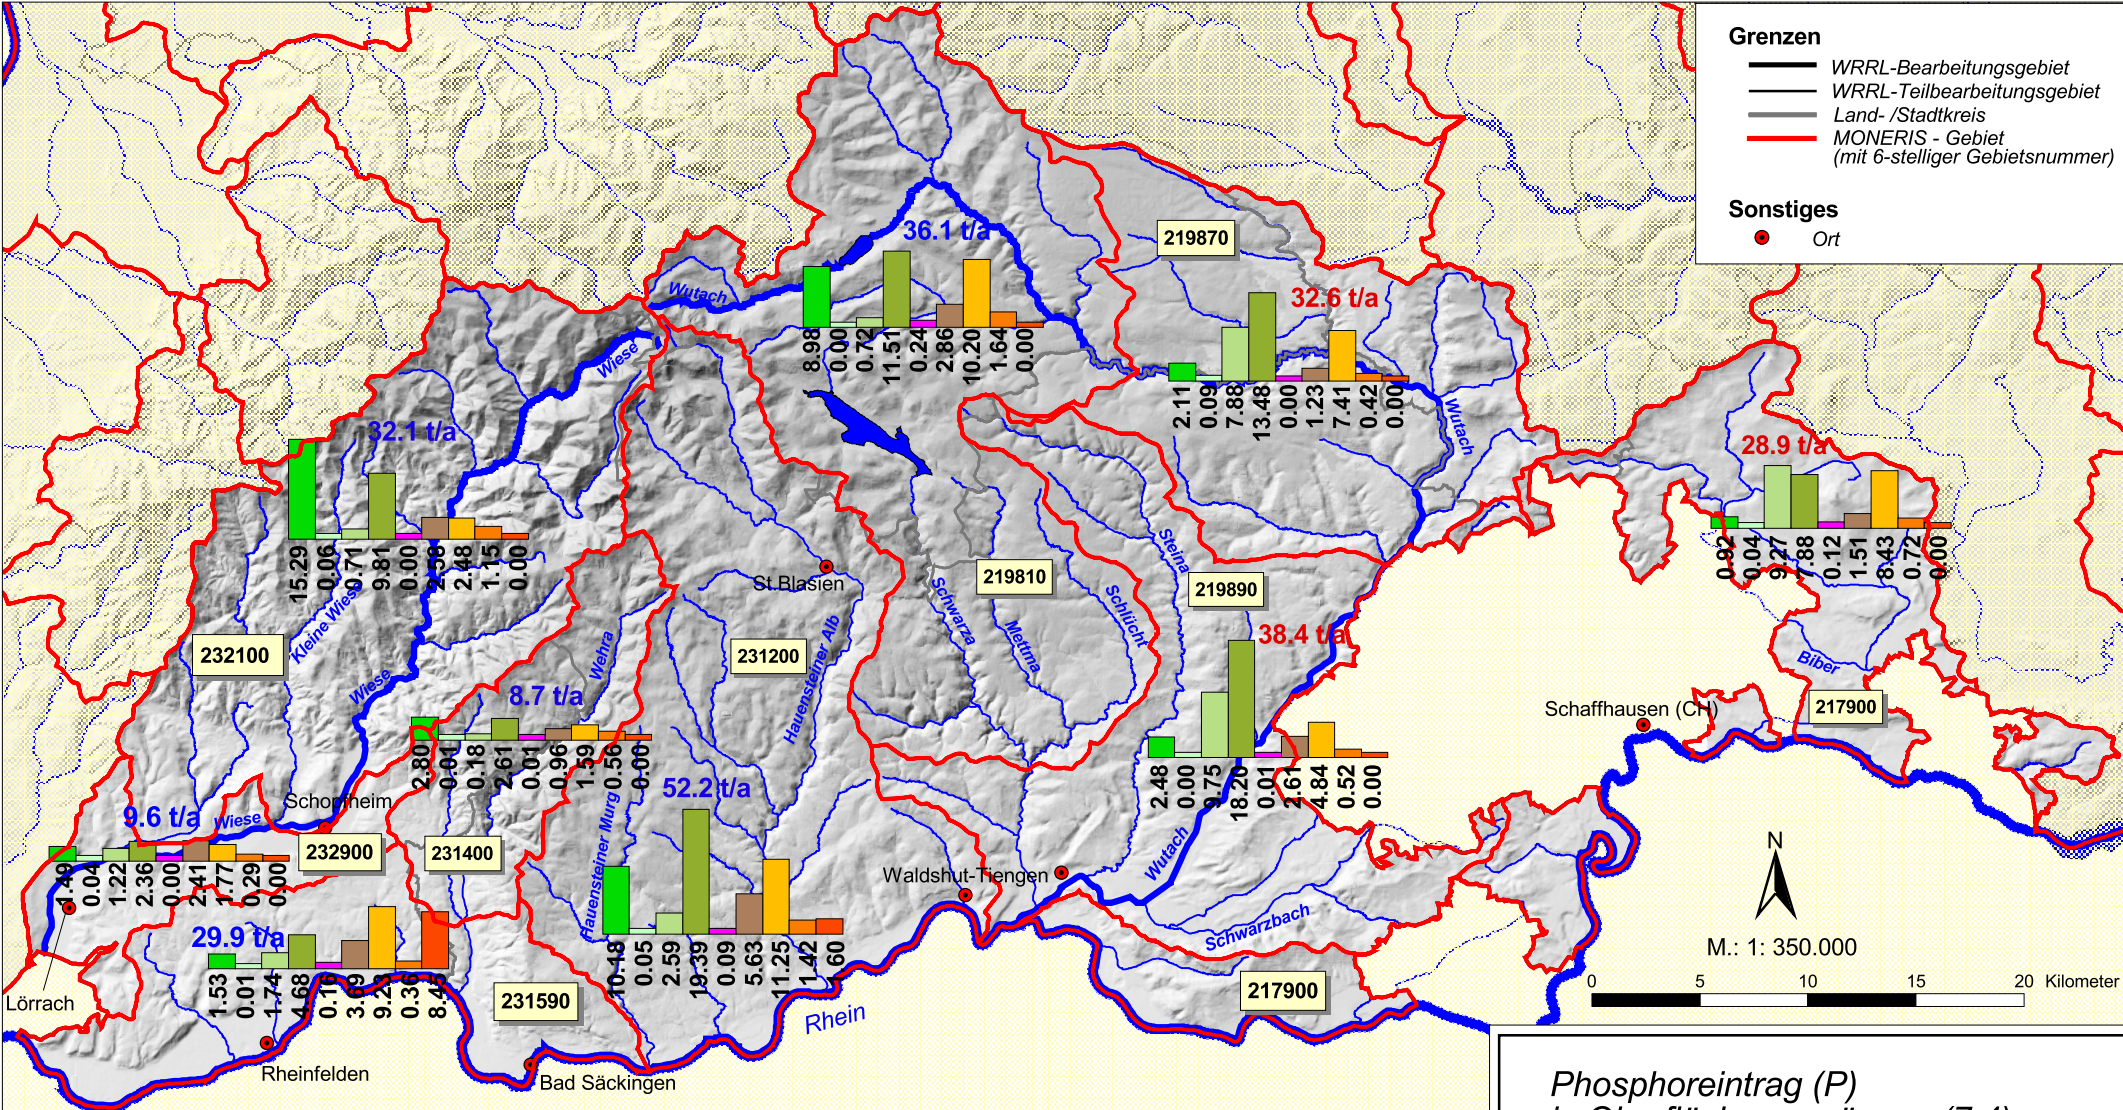 Grenzen
WRRL-Bearbeitungsgebiet
WRRL-Teilbearbeitungsgebiet
Land- /Stadtkreis
MONERIS - Gebiet
(mit 6-stelliger Gebietsnummer)
Sonstiges
Ort
36.1 t/a
Wutach
8.98
0.00
0.72
11.51
0.24
2.86
10.20
1.64
0.00
219870
32.6 t/a
2.11
0.09
7.88
13.48
0.00
1.23
7.41
0.42
0.00
Wutach
Wiese
32.1 t/a
15.29
0.06
0.71
9.81
0.00
2.58
2.48
1.15
0.00
28.9 t/a
0.92
0.04
9.27
7.88
0.12
1.51
8.43
0.72
0.00
St.Blasien
219810
219890
Steina
Schwarza
Mettma
Schlücht
232100
Kleine Wiese
Wiese
Wehra
231200
Hauensteiner Alb
38.4 t/a
2.48
0.00
9.75
18.20
0.01
2.61
4.84
0.52
0.00
Biber
217900
Schaffhausen (CH)
8.7 t/a
2.80
0.01
0.18
2.61
0.01
0.96
1.59
0.56
0.00
52.2 t/a
Hauensteiner Murg
10.18
0.05
2.59
19.39
0.09
5.63
11.25
1.42
1.60
Schopfheim
9.6 t/a
Wiese
1.49
0.04
1.22
2.36
0.00
2.41
1.77
0.29
0.00
232900
231400
Waldshut-Tiengen
Wutach
Schwarzbach
29.9 t/a
1.53
0.01
1.74
4.68
0.16
3.69
9.23
0.36
8.45
Lörrach
231590
217900
Rhein
Rheinfelden
Bad Säckingen
N
M.: 1: 350.000
0 5 10 15 20 Kilometer
Phosphoreintrag (P)